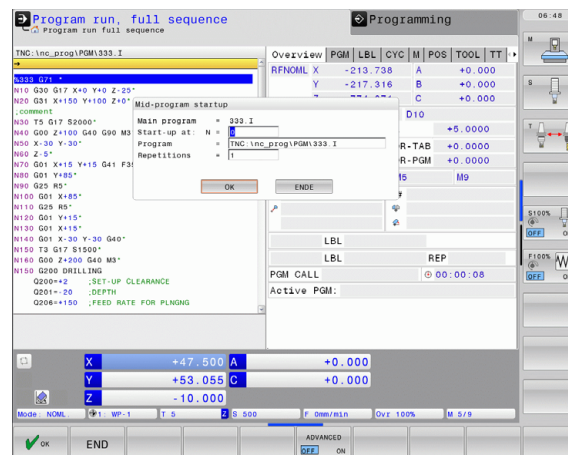 Program run, full sequence
Program run full sequence
Programming
06:48
TNC:\nc_prog\PGM\333.I
%333 G71 *
N10 G30 G17 X+0 Y+0 Z-25*
N20 G31 X+150 Y+100 Z+0*
;comment
N30 T5 G17 S2000*
N40 G00 Z+100 G40 G90 M3
N50 X-30 Y-30*
N60 Z-5*
N70 G01 X+15 Y+15 G41
N80 G01 Y+85*
N90 G25 R5*
N100 G01 X+85*
N110 G25 R5*
N120 G01 Y+15*
N130 G01 X+15*
N140 G01 X-30 Y-30 G40*
N150 T3 G17 S1500*
N160 G00 Z+200 G40 M3*
N150 G200 DRILLING
Q200=+2 ;SET-UP CLEARANCE
Q201=-20 ;DEPTH
Q206=+150 ;FEED RATE FOR PLNGNG
Mid-program startup
Main program = 333.I
Start-up at: N = 0
Program = TNC:\nc_prog\PGM\333.I
Repetitions = 1
OK
ENDE
Overview PGM LBL CYC M POS TOOL TT
RFNOML X -213.738 A +0.000
Y -217.316 B +0.000
C +0.000
D10
+5.0000
R-TAB +0.0000
R-PGM +0.0000
M5 M9
LBL
LBL REP
PGM CALL 00:00:08
Active PGM:
X +47.500 A +0.000
Y +53.055 C +0.000
Z -10.000
Mode: NOML. 1: WP-1 T 5 Z S 500 F 0mm/min Ovr 100% M 5/9
OK
END
ADVANCED
OFF ON
M
S
T
S100%
OFF
F100%
OFF